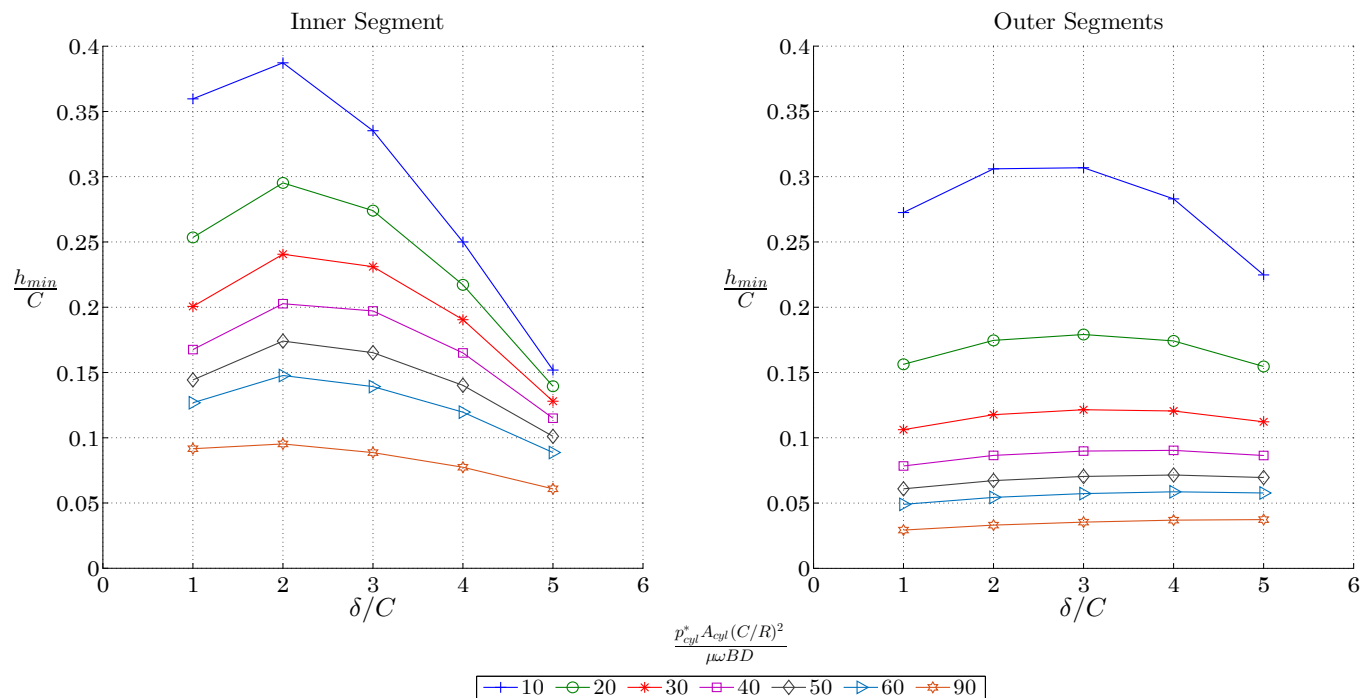 Inner Segment
0.4
0.35
0.3
0.25
0.2
0.15
0.1
0.05
0
h_min/C
0 1 2 3 4 5 6
δ/C
Outer Segments
0.4
0.35
0.3
0.25
0.2
0.15
0.1
0.05
0
h_min/C
0 1 2 3 4 5 6
δ/C
p*_cyl A_cyl (C/R)²
μωBD
10 20 30 40 50 60 90